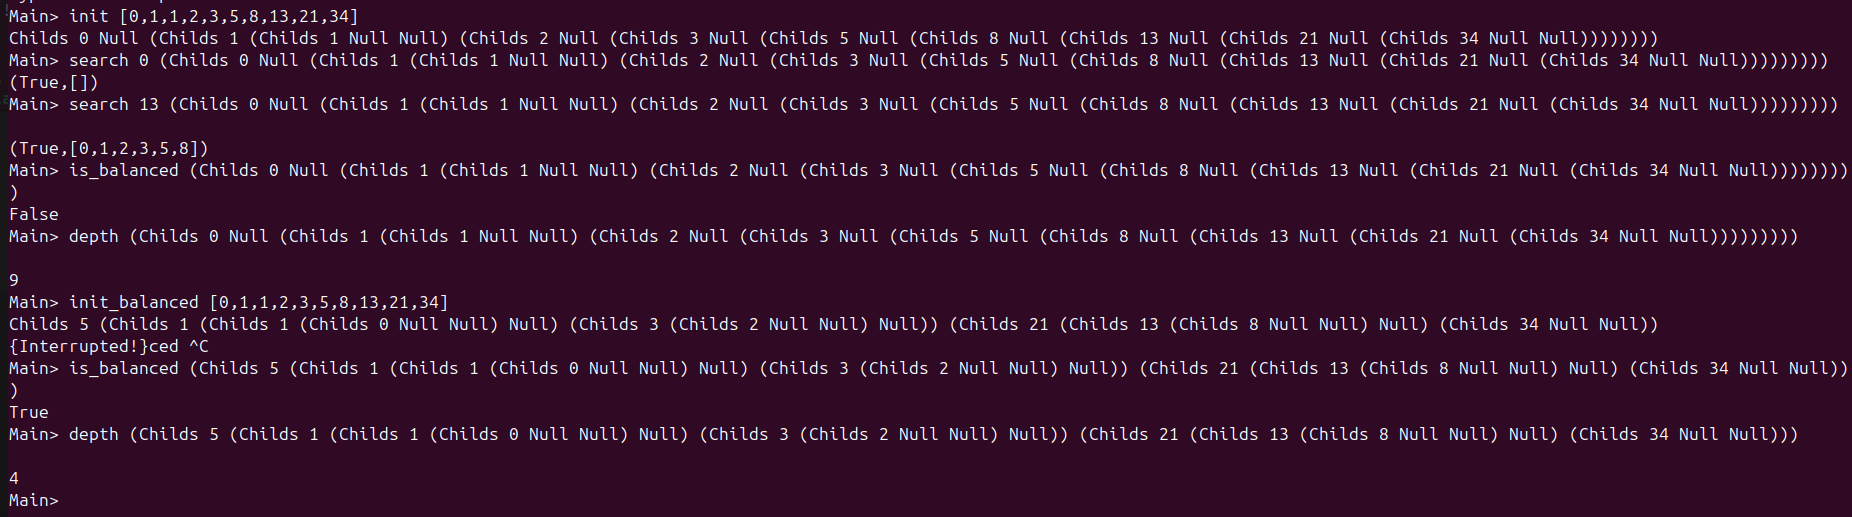 Main> init [0,1,1,2,3,5,8,13,21,34]
Childs 0 Null (Childs 1 (Childs 1 Null Null) (Childs 2 Null (Childs 3 Null (Childs 5 Null (Childs 8 Null (Childs 13 Null (Childs 21 Null (Childs 34 Null Null))))))))
Main> search 0 (Childs 0 Null (Childs 1 (Childs 1 Null Null) (Childs 2 Null (Childs 3 Null (Childs 5 Null (Childs 8 Null (Childs 13 Null (Childs 21 Null (Childs 34 Null Null)))))))))
(True,[])
Main> search 13 (Childs 0 Null (Childs 1 (Childs 1 Null Null) (Childs 2 Null (Childs 3 Null (Childs 5 Null (Childs 8 Null (Childs 13 Null (Childs 21 Null (Childs 34 Null Null)))))))))
(True,[0,1,2,3,5,8])
Main> is_balanced (Childs 0 Null (Childs 1 (Childs 1 Null Null) (Childs 2 Null (Childs 3 Null (Childs 5 Null (Childs 8 Null (Childs 13 Null (Childs 21 Null (Childs 34 Null Null))))))))
)
False
Main> depth (Childs 0 Null (Childs 1 (Childs 1 Null Null) (Childs 2 Null (Childs 3 Null (Childs 5 Null (Childs 8 Null (Childs 13 Null (Childs 21 Null (Childs 34 Null Null)))))))))
9
Main> init_balanced [0,1,1,2,3,5,8,13,21,34]
Childs 5 (Childs 1 (Childs 1 (Childs 0 Null Null) Null) (Childs 3 (Childs 2 Null Null) Null)) (Childs 21 (Childs 13 (Childs 8 Null Null) Null) (Childs 34 Null Null))
{Interrupted!}ced ^C
Main> is_balanced (Childs 5 (Childs 1 (Childs 1 (Childs 0 Null Null) Null) (Childs 3 (Childs 2 Null Null) Null)) (Childs 21 (Childs 13 (Childs 8 Null Null) Null) (Childs 34 Null Null))
)
True
Main> depth (Childs 5 (Childs 1 (Childs 1 (Childs 0 Null Null) Null) (Childs 3 (Childs 2 Null Null) Null)) (Childs 21 (Childs 13 (Childs 8 Null Null) Null) (Childs 34 Null Null)))
4
Main>